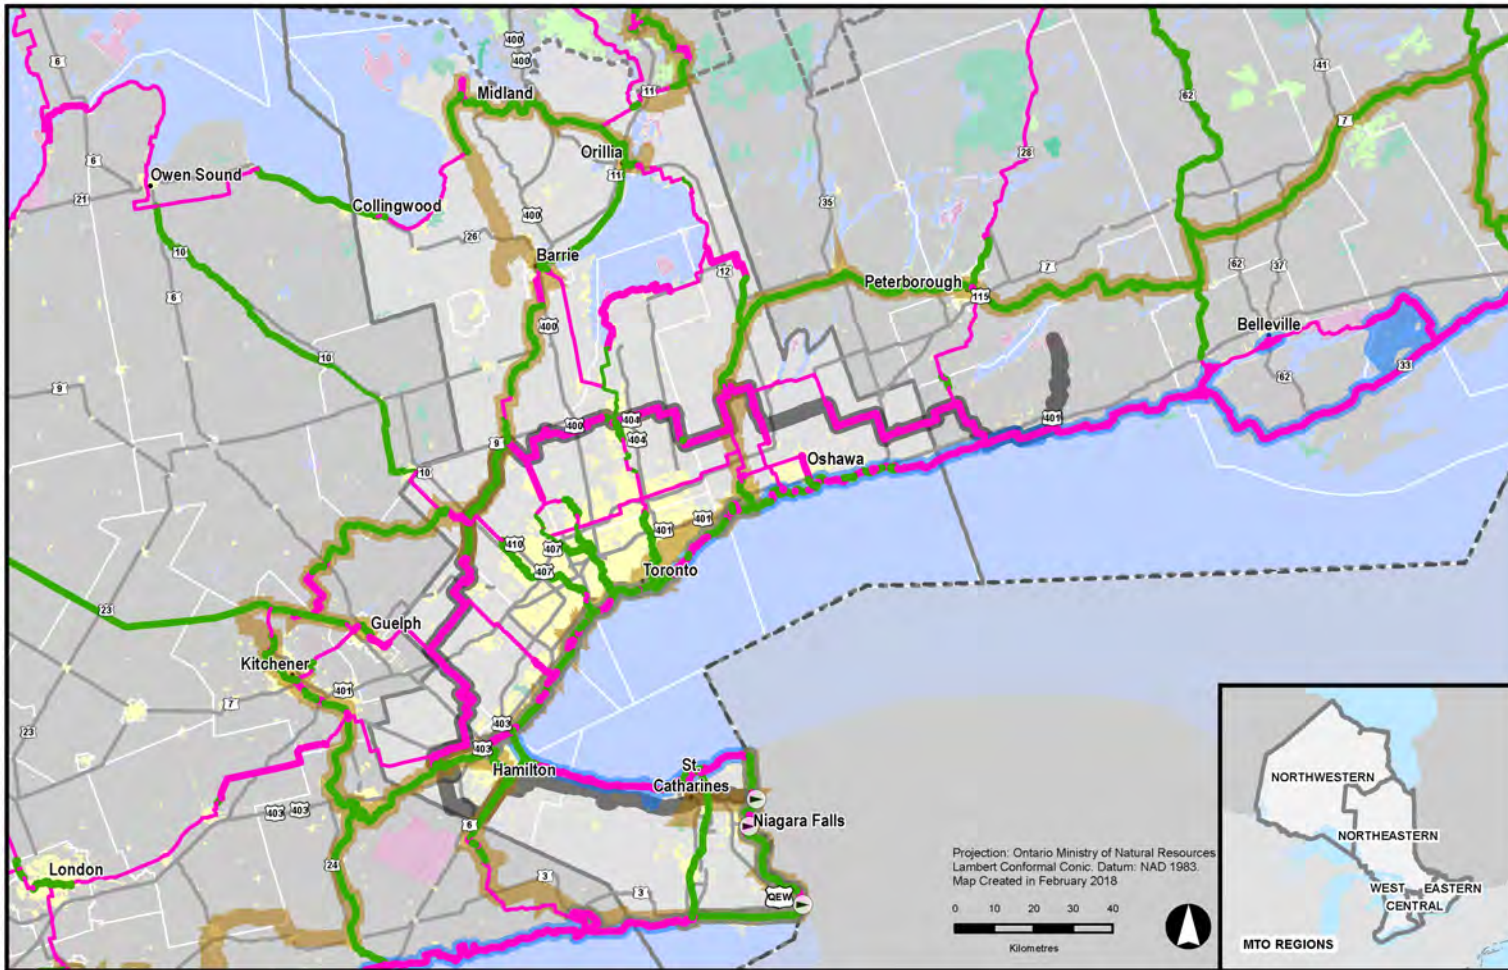 400
400
6
41
Midland
11
62
7
Orillia
28
6
Owen Sound
11
21
35
Collingwood
400
10
26
Barrie
12
7
62
37
6
Peterborough
115
400
Belleville
10
33
9
62
404
400
404
401
9
Oshawa
10
401
401
410
407
407
Toronto
23
Guelph
Kitchener
401
7
403
23
403
Hamilton
St.
Catharines
403
403
6
Niagara Falls
24
London
3
3
QEW
Projection: Ontario Ministry of Natural Resources
Lambert Conformal Conic. Datum: NAD 1983.
Map Created in February 2018
0 10 20 30 40
Kilometres
NORTHWESTERN
NORTHEASTERN
WEST
EASTERN
CENTRAL
MTO REGIONS